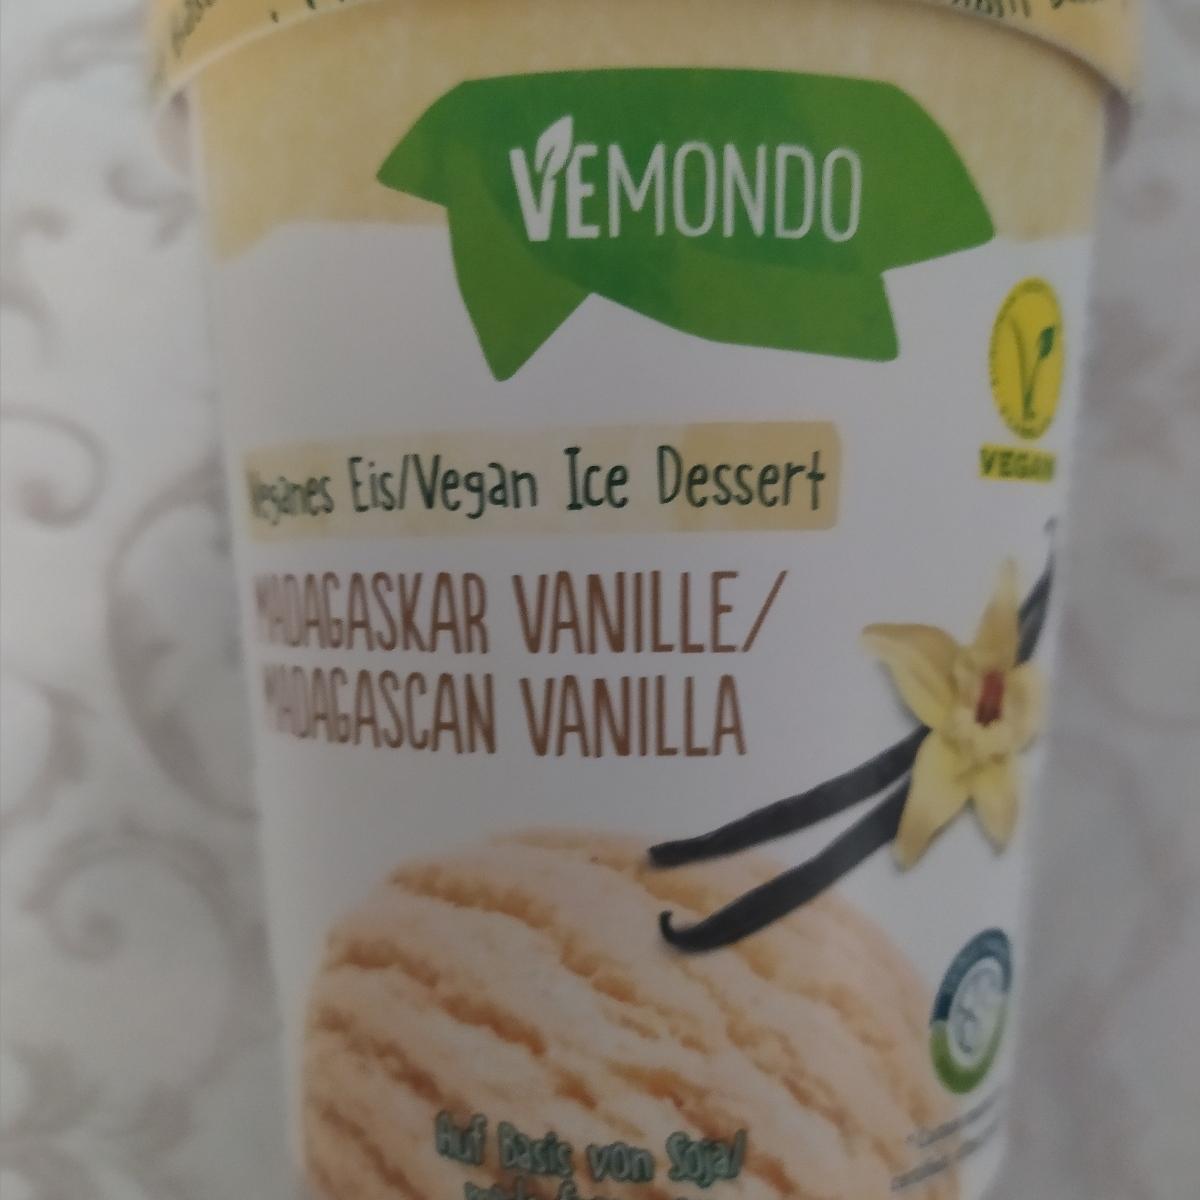 VEMONDO
VEGAN
Veganes Eis/Vegan Ice Dessert
MADAGASKAR VANILLE/
MADAGASCAN VANILLA
Auf Basis von Soja/